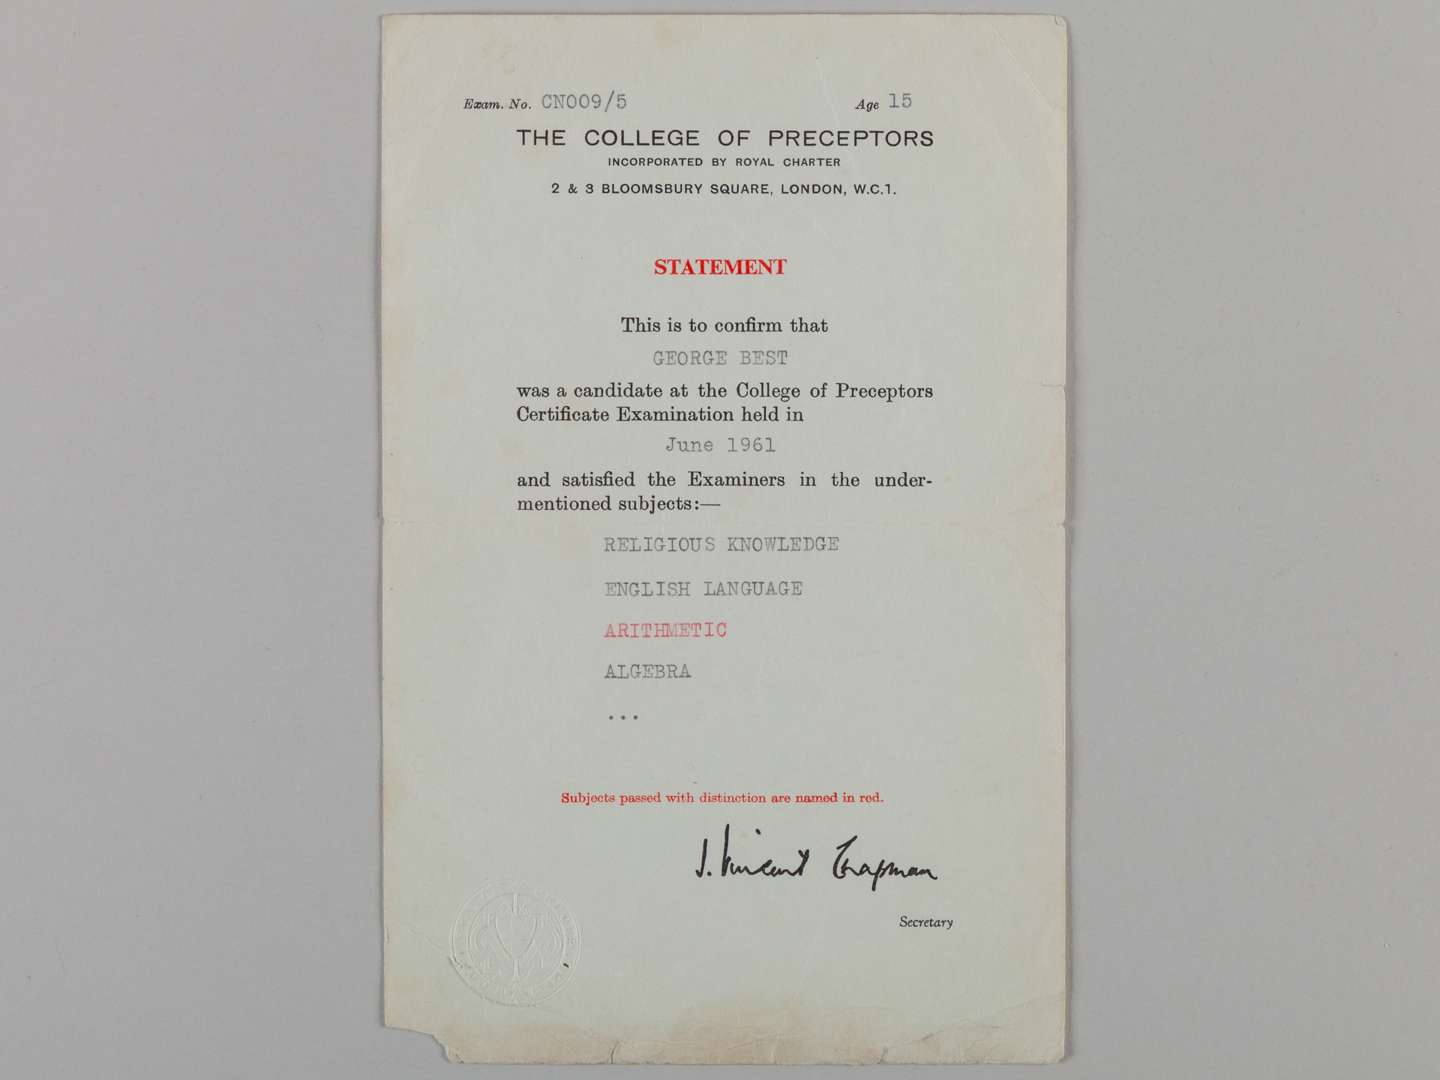 Exam. No. CN009/5 Age 15
THE COLLEGE OF PRECEPTORS
INCORPORATED BY ROYAL CHARTER
2 & 3 BLOOMSBURY SQUARE, LONDON, W.C.1.
STATEMENT
This is to confirm that
GEORGE BEST
was a candidate at the College of Preceptors
Certificate Examination held in
June 1961
and satisfied the Examiners in the under-
mentioned subjects:—
RELIGIOUS KNOWLEDGE
ENGLISH LANGUAGE
ARITHMETIC
ALGEBRA
...
Subjects passed with distinction are named in red.
J. Vincent Chapman
Secretary